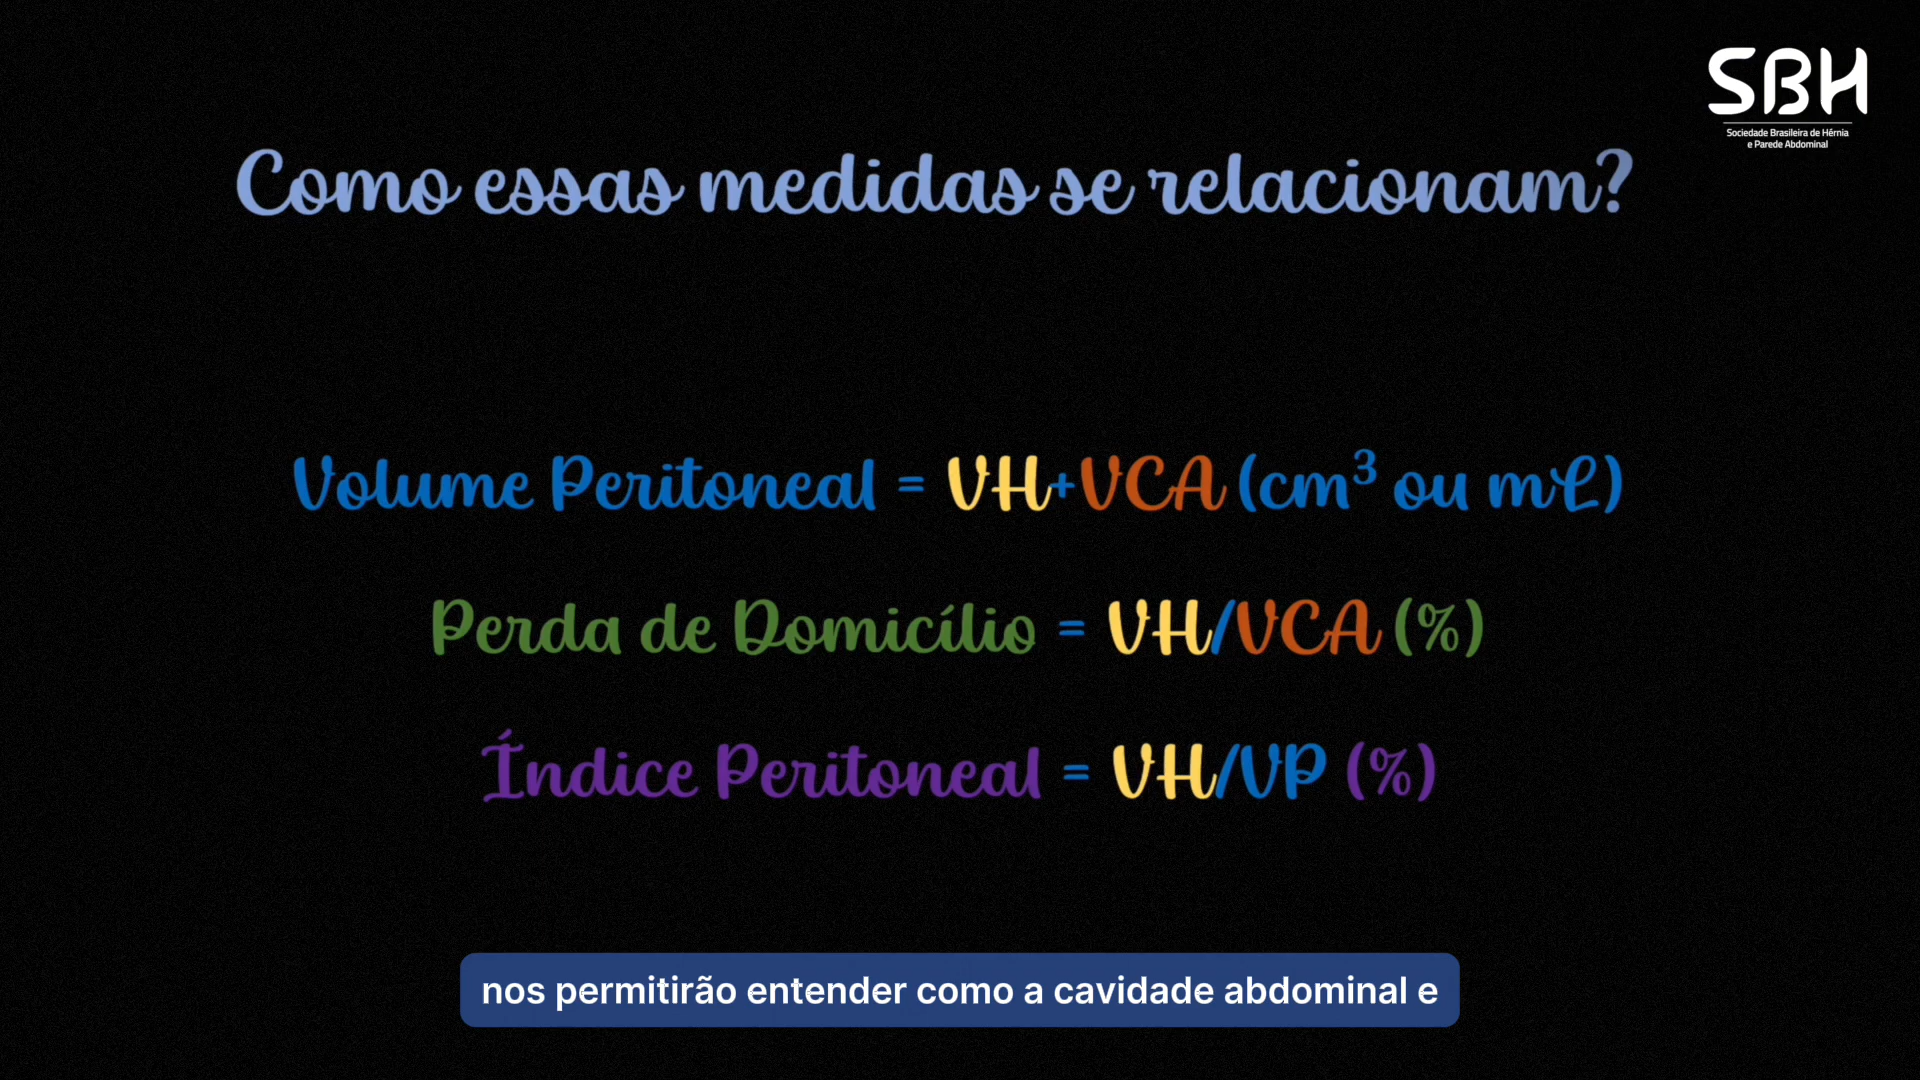 SBH
Sociedade Brasileira de Hérnia
e Parede Abdominal
Como essas medidas se relacionam?
Volume Peritoneal = VH+VCA (cm³ ou mL)
Perda de Domicílio = VH/VCA (%)
Índice Peritoneal = VH/VP (%)
nos permitirão entender como a cavidade abdominal e